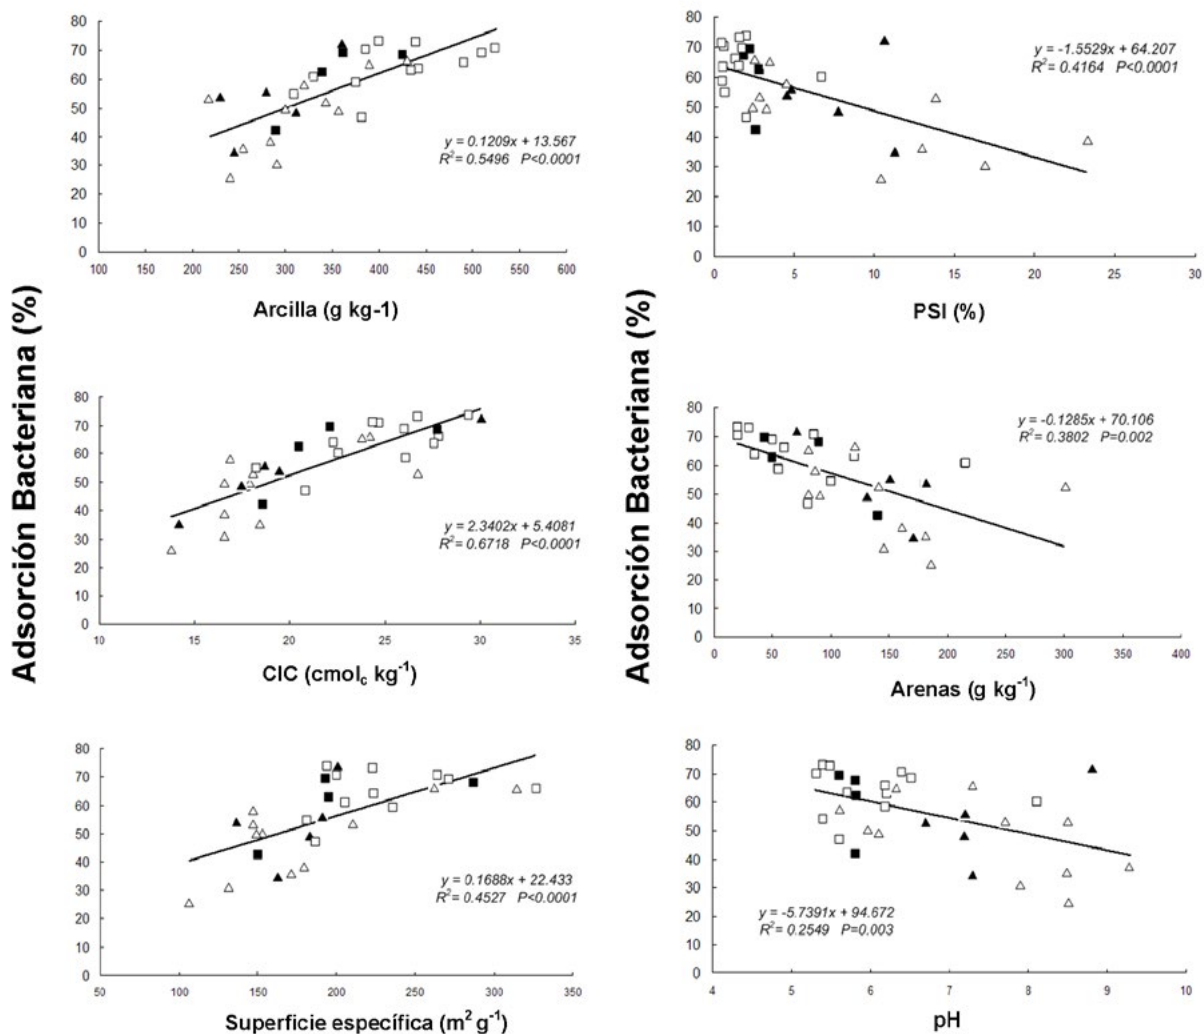 Adsorción Bacteriana (%)
80
70
60
50
40
30
20
10
0
100 150 200 250 300 350 400 450 500 550 600
Arcilla (g kg-1)
y = 0.1209x + 13.567
R² = 0.5496 P<0.0001
80
70
60
50
40
30
20
10
0
10 15 20 25 30 35
CIC (cmolc kg⁻¹)
y = 2.3402x + 5.4081
R² = 0.6718 P<0.0001
80
70
60
50
40
30
20
10
0
50 100 150 200 250 300 350
Superficie específica (m² g⁻¹)
y = 0.1688x + 22.433
R² = 0.4527 P<0.0001
Adsorción Bacteriana (%)
80
70
60
50
40
30
20
10
0
0 5 10 15 20 25 30
PSI (%)
y = -1.5529x + 64.207
R² = 0.4164 P<0.0001
80
70
60
50
40
30
20
10
0
0 50 100 150 200 250 300 350 400
Arenas (g kg⁻¹)
y = -0.1285x + 70.106
R² = 0.3802 P=0.002
80
70
60
50
40
30
20
10
0
4 5 6 7 8 9 10
pH
y = -5.7391x + 94.672
R² = 0.2549 P=0.003